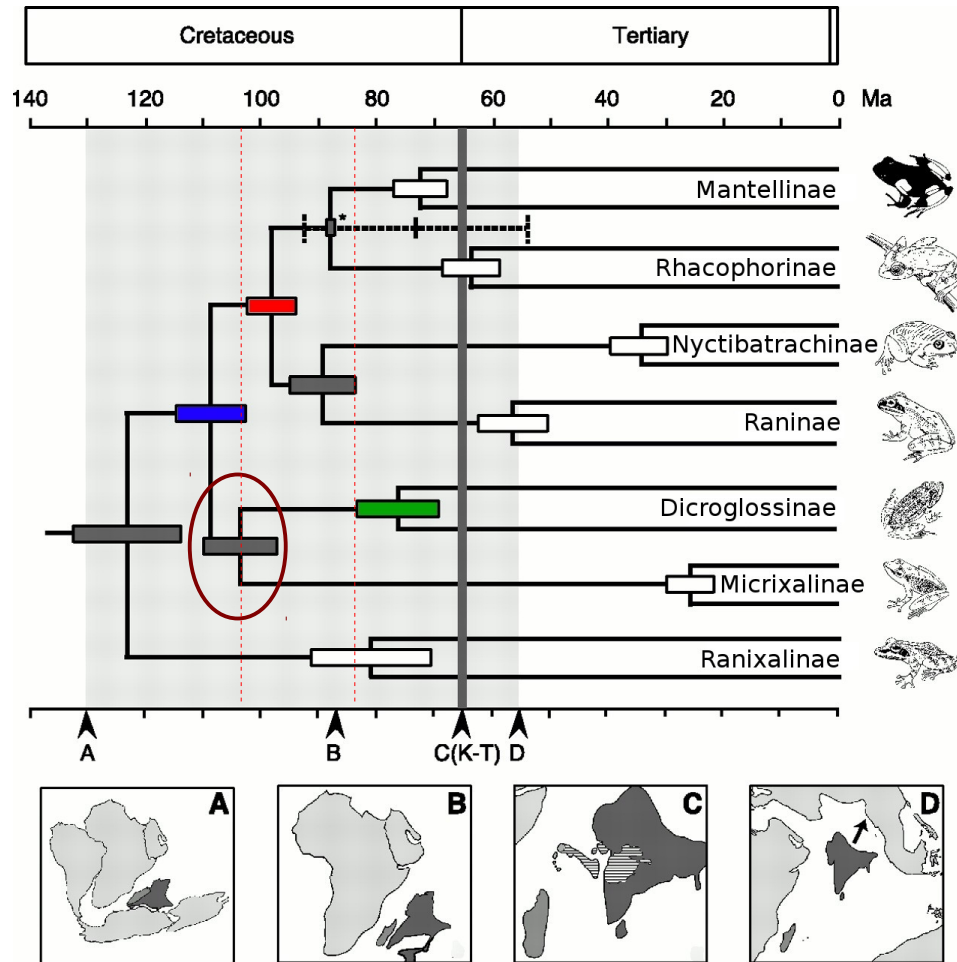 Cretaceous Tertiary
140 120 100 80 60 40 20 0 Ma
Mantellinae
*
Rhacophorinae
Nyctibatrachinae
Raninae
Dicroglossinae
Micrixalinae
Ranixalinae
A B C(K-T) D
A B C D